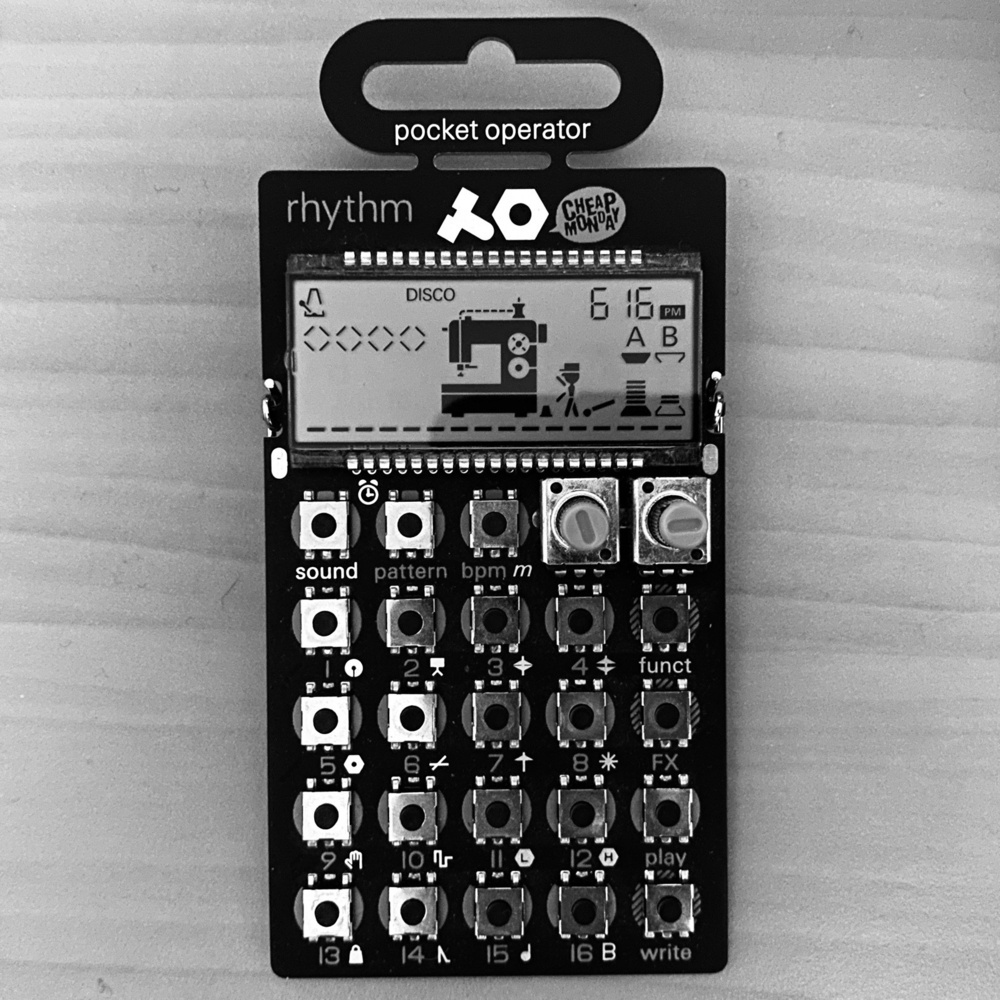 pocket operator
rhythm CHEAP MONDAY
DISCO 616 PM
A B
sound pattern bpm m
1 2 3 4 funct
5 6 7 8 FX
9 10 11 L 12 H play
13 14 15 16 B write